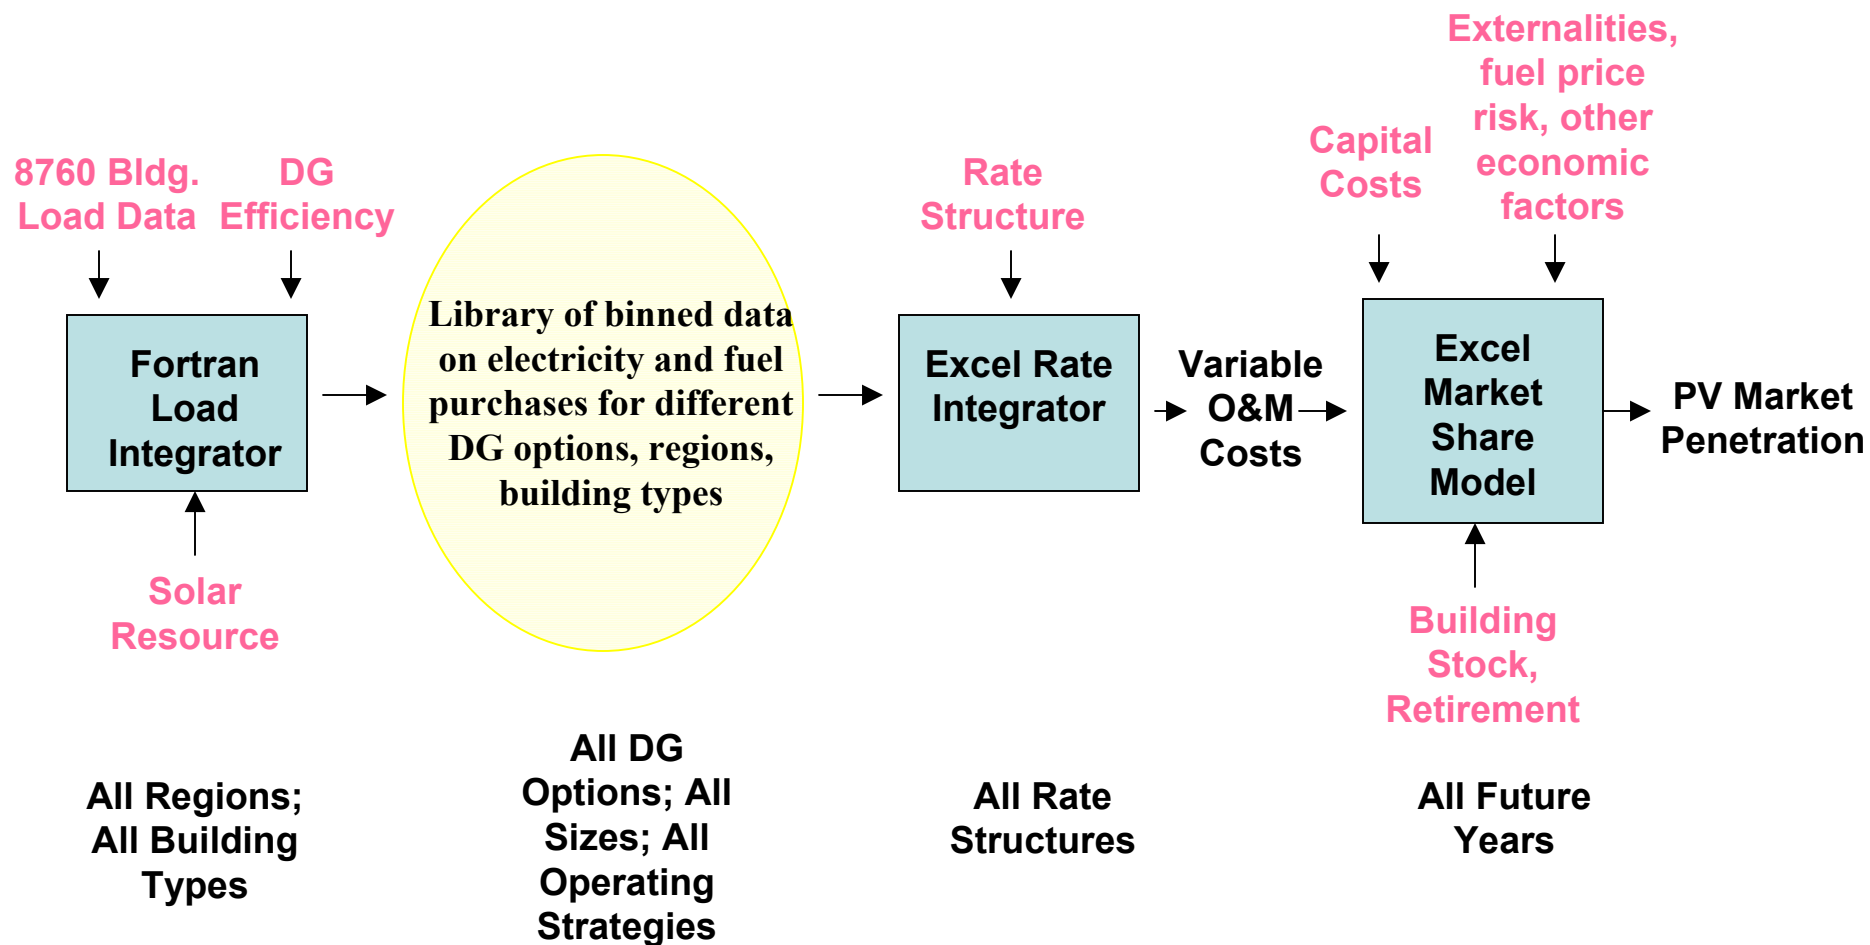 8760 Bldg.
Load Data
DG
Efficiency
Fortran
Load
Integrator
Solar
Resource
Library of binned data
on electricity and fuel
purchases for different
DG options, regions,
building types
Rate
Structure
Excel Rate
Integrator
Variable
O&M
Costs
Capital
Costs
Externalities,
fuel price
risk, other
economic
factors
Excel
Market
Share
Model
Building
Stock,
Retirement
PV Market
Penetration
All Regions;
All Building
Types
All DG
Options; All
Sizes; All
Operating
Strategies
All Rate
Structures
All Future
Years